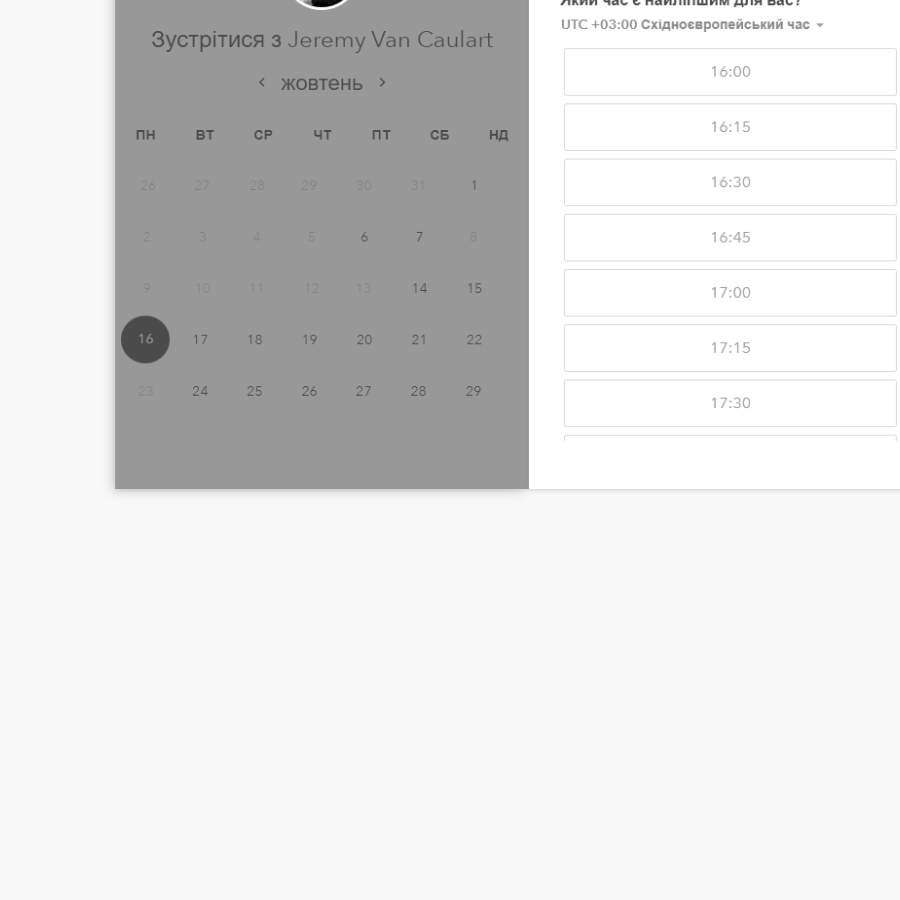 Зустрітися з Jeremy Van Caulart
жовтень
ПН ВТ СР ЧТ ПТ СБ НД
26 27 28 29 30 31 1
2 3 4 5 6 7 8
9 10 11 12 13 14 15
16 17 18 19 20 21 22
23 24 25 26 27 28 29
Який час є найліпшим для вас?
UTC +03:00 Східноєвропейський час
16:00
16:15
16:30
16:45
17:00
17:15
17:30